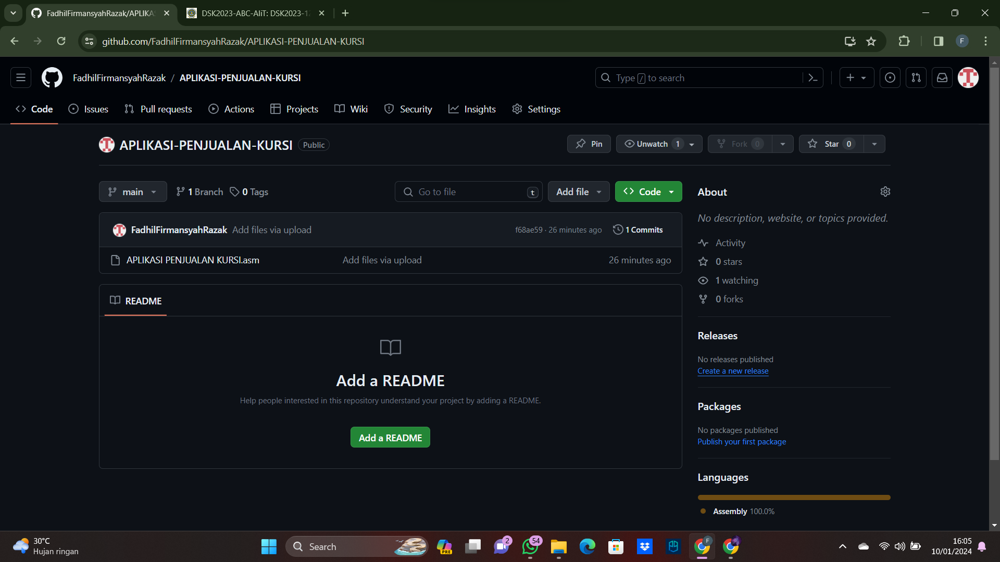 FadhilFirmansyahRazak/APLIKA
DSK2023-ABC-AliT: DSK2023-1
github.com/FadhilFirmansyahRazak/APLIKASI-PENJUALAN-KURSI
F
FadhilFirmansyahRazak / APLIKASI-PENJUALAN-KURSI
Type / to search
Code Issues Pull requests Actions Projects Wiki Security Insights Settings
APLIKASI-PENJUALAN-KURSI Public
Pin Unwatch 1 Fork 0 Star 0
main 1 Branch 0 Tags
Go to file t Add file Code
About
No description, website, or topics provided.
FadhilFirmansyahRazak Add files via upload f68ae59 · 26 minutes ago 1 Commits
APLIKASI PENJUALAN KURSI.asm Add files via upload 26 minutes ago
Activity
0 stars
1 watching
0 forks
README
Add a README
Help people interested in this repository understand your project by adding a README.
Add a README
Releases
No releases published
Create a new release
Packages
No packages published
Publish your first package
Languages
Assembly 100.0%
30°C
Hujan ringan
Search
PRE
2
54
F
16:05
10/01/2024